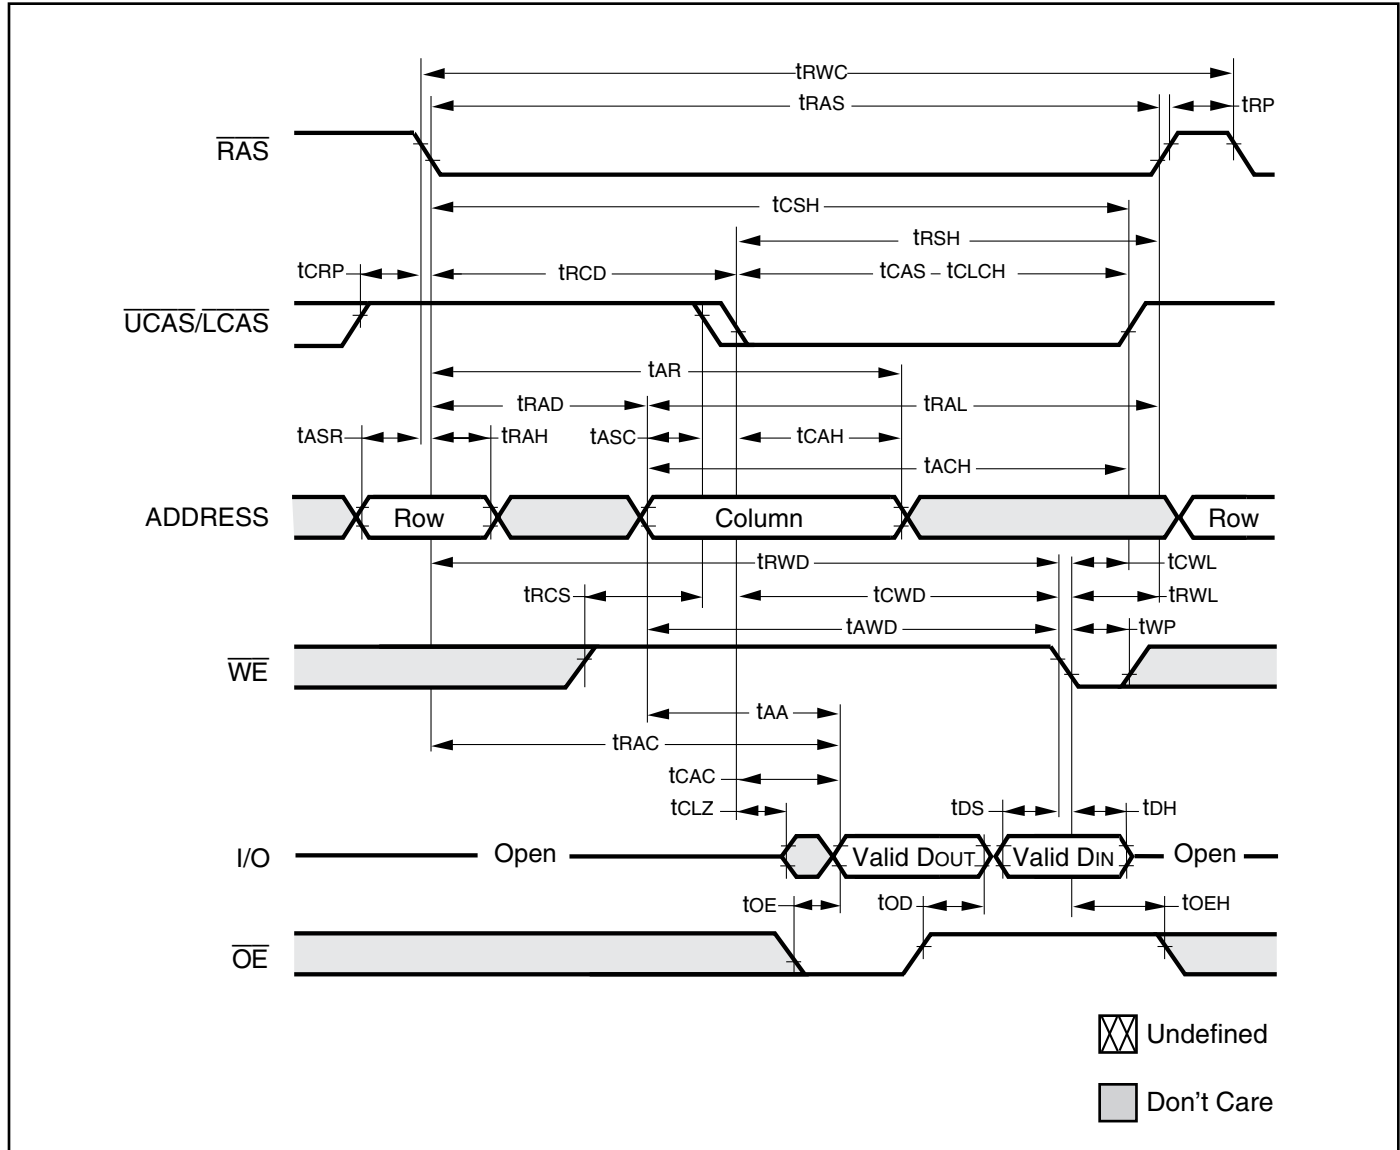 tRWC
tRAS
tRP
RAS
tCSH
tRSH
tCRP
tRCD
tCAS – tCLCH
UCAS/LCAS
tAR
tRAD
tRAL
tASR
tRAH
tASC
tCAH
tACH
ADDRESS
Row
Column
Row
tRWD
tCWL
tRCS
tCWD
tRWL
tAWD
tWP
WE
tAA
tRAC
tCAC
tCLZ
tDS
tDH
I/O
Open
Valid DOUT
Valid DIN
Open
tOE
tOD
tOEH
OE
Undefined
Don't Care